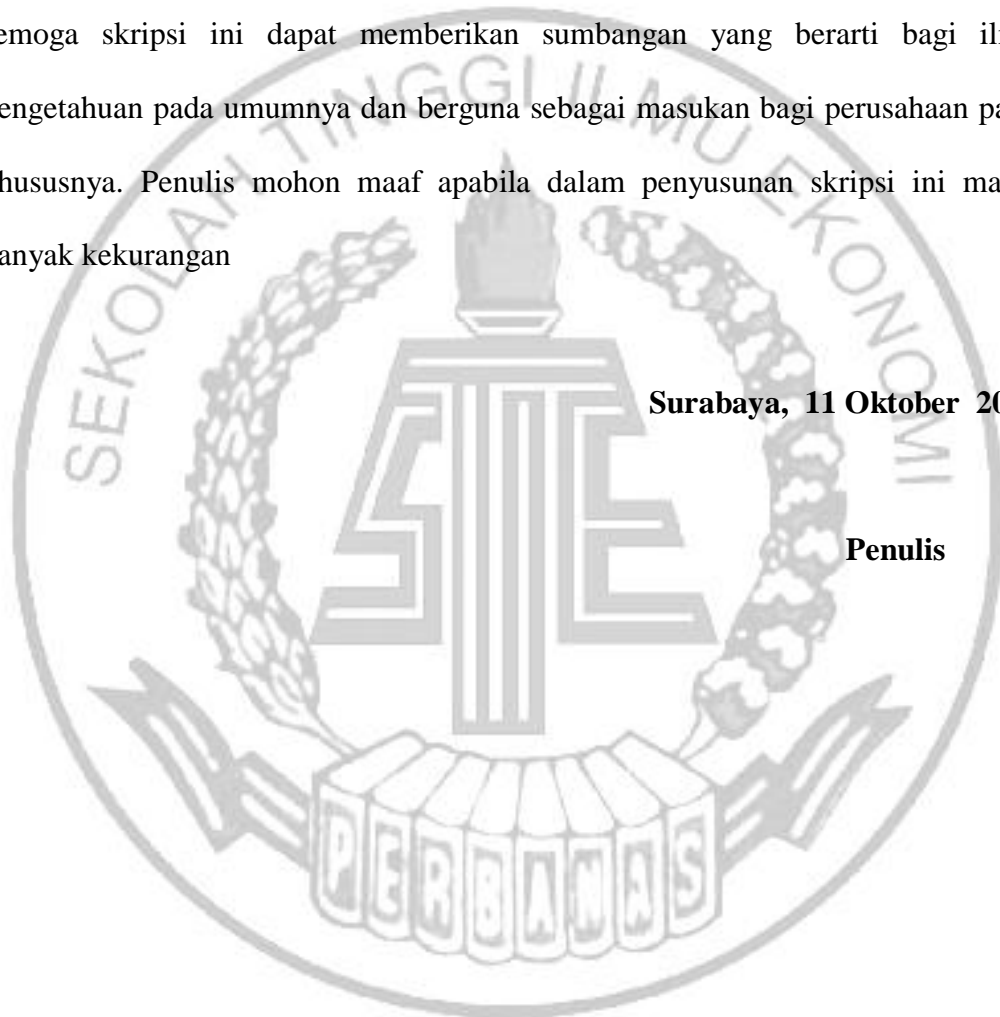 emoga skripsi ini dapat memberikan sumbangan yang berarti bagi il
engetahuan pada umumnya dan berguna sebagai masukan bagi perusahaan pa
hususnya. Penulis mohon maaf apabila dalam penyusunan skripsi ini ma
anyak kekurangan
Surabaya, 11 Oktober 20
Penulis
SEKOLAH TINGGI ILMU EKONOMI
STIE
PERBANAS